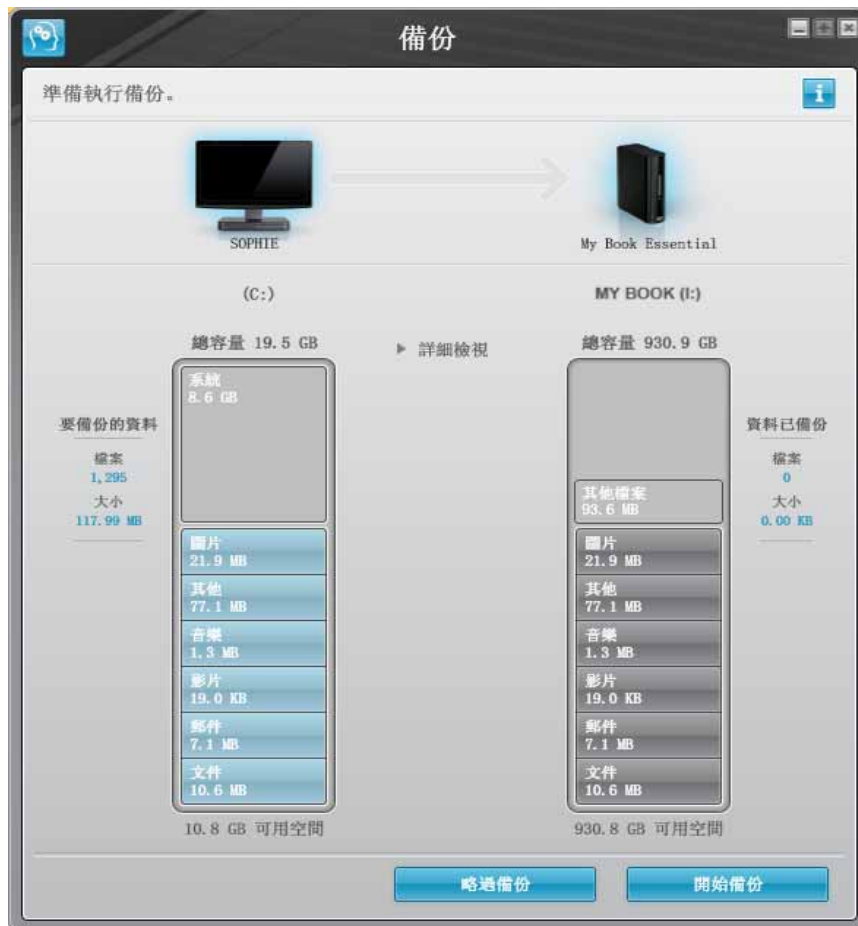 備份
準備執行備份。
SOPHIE
My Book Essential
(C:)
MY BOOK (I:)
總容量 19.5 GB
詳細檢視
總容量 930.9 GB
系統
8.6 GB
要備份的資料
檔案
1,295
大小
117.99 MB
資料已備份
檔案
0
大小
0.00 KB
其他檔案
93.6 MB
圖片
21.9 MB
其他
77.1 MB
音樂
1.3 MB
影片
19.0 KB
郵件
7.1 MB
文件
10.6 MB
圖片
21.9 MB
其他
77.1 MB
音樂
1.3 MB
影片
19.0 KB
郵件
7.1 MB
文件
10.6 MB
10.8 GB 可用空間
930.8 GB 可用空間
略過備份
開始備份